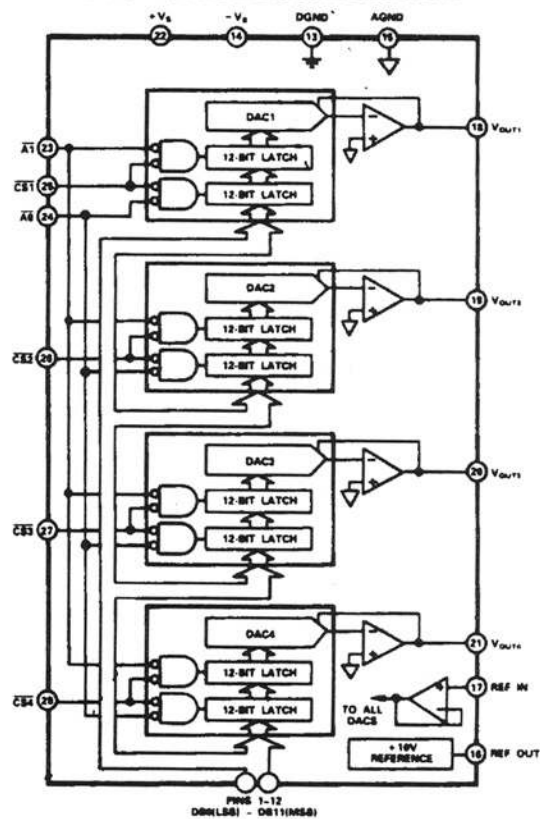 +VS
-VS
DGND
AGND
22
14
13
15
DAC1
18
VOUT1
A1
23
12-BIT LATCH
CS1
25
12-BIT LATCH
A0
24
DAC2
19
VOUT2
12-BIT LATCH
CS2
26
12-BIT LATCH
DAC3
20
VOUT3
12-BIT LATCH
CS3
27
12-BIT LATCH
DAC4
21
VOUT4
12-BIT LATCH
17
REF IN
CS4
28
12-BIT LATCH
TO ALL
DACS
+10V
REFERENCE
16
REF OUT
PINS 1-12
DB0(LSB) - DB11(MSB)